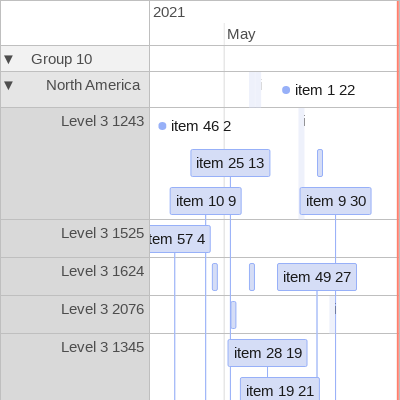 2021
May
▼ Group 10
▼ North America
i
item 1 22
Level 3 1243
item 46 2
i
item 25 13
item 10 9
item 9 30
Level 3 1525
tem 57 4
Level 3 1624
item 49 27
Level 3 2076
i
Level 3 1345
item 28 19
item 19 21